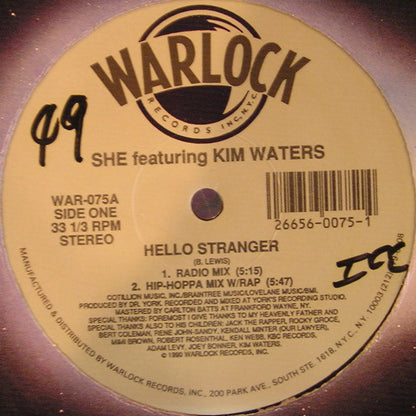 WARLOCK
RECORDS INC., N.Y.C.
49
SHE featuring KIM WATERS
WAR-075A
SIDE ONE
33 1/3 RPM
STEREO
26656-0075-1
HELLO STRANGER
(B. LEWIS)
1. RADIO MIX (5:15)
2. HIP-HOPPA MIX W/RAP (5:47)
COTILLION MUSIC, INC./BRAINTREE MUSIC/LOVELANE MUSIC/BMI.
PRODUCED BY DR. YORK. RECORDED AND MIXED AT YORK'S RECORDING STUDIO.
MASTERED BY CARLTON BATTS AT FRANKFORD WAYNE, NY.
SPECIAL THANKS: FOREMOST I GIVE THANKS TO MY HEAVENLY FATHER AND
SPECIAL THANKS ALSO TO HIS CHILDREN: JACK THE RAPPER, ROCKY GROCE,
BERT COLEMAN, RENE JOHN-SANDY, KENDALL MINTER (OUR LAWYER),
MIMI BROWN, ROBERT ROSENTHAL, KEN WEBB, KBC RECORDS,
ADAM LEVY, JOEY BONNER, KIM WATERS.
© 1990 WARLOCK RECORDS, INC.
MANUFACTURED & DISTRIBUTED BY WARLOCK RECORDS, INC., 200 PARK AVE., SOUTH STE. 1618, N.Y., N.Y. 10003 (212)